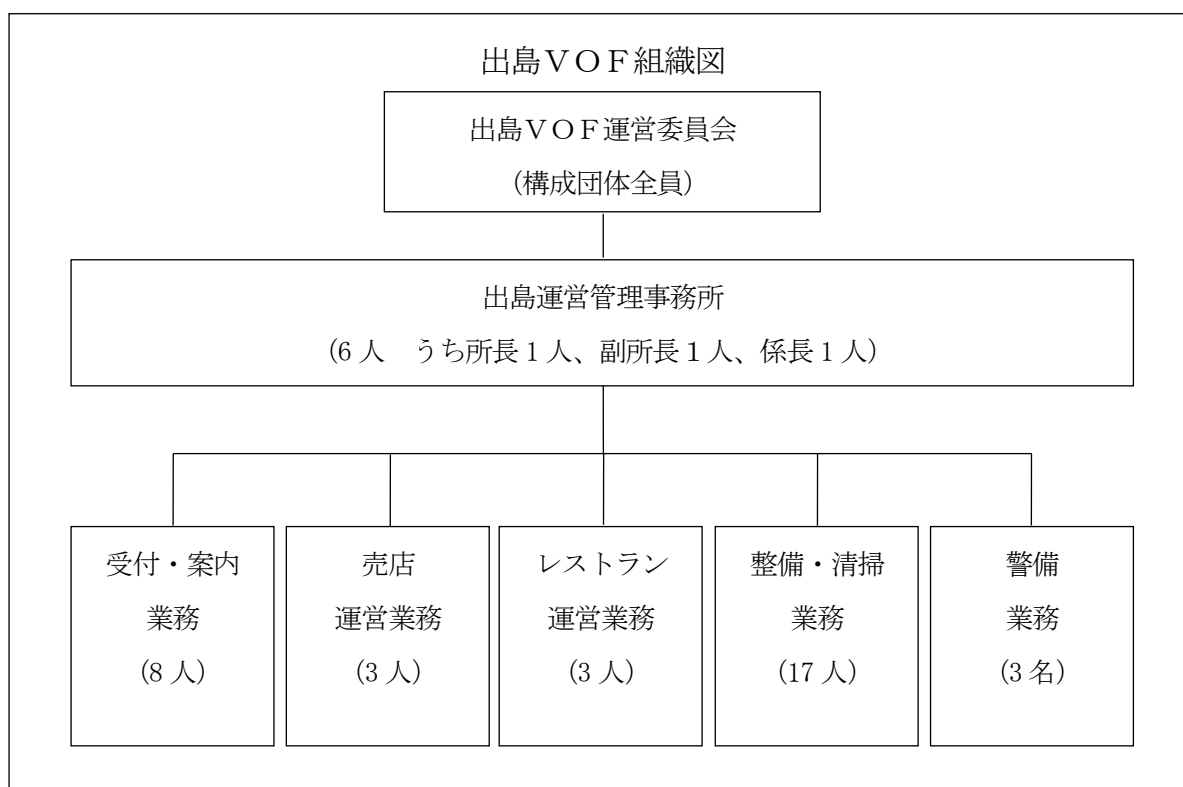 出島ＶＯＦ組織図
出島ＶＯＦ運営委員会
（構成団体全員）
出島運営管理事務所
（6人　うち所長1人、副所長１人、係長1人）
受付・案内
業務
（8人）
売店
運営業務
（3人）
レストラン
運営業務
（3人）
整備・清掃
業務
（17人）
警備
業務
（3名）